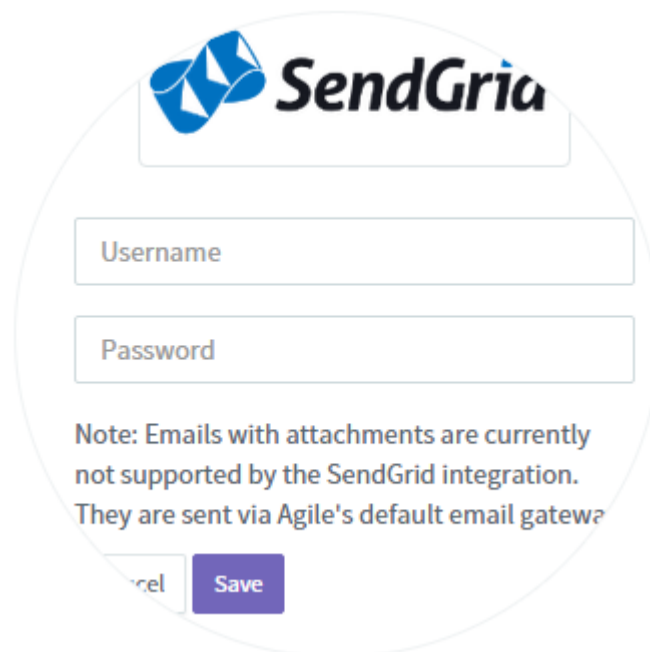 SendGrid
Username
Password
Note: Emails with attachments are currently
not supported by the SendGrid integration.
They are sent via Agile's default email
Save